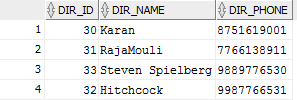 DIR_ID DIR_NAME DIR_PHONE
1 30 Karan 8751619001
2 31 RajaMouli 7766138911
3 33 Steven Spielberg 9889776530
4 32 Hitchcock 9987766531